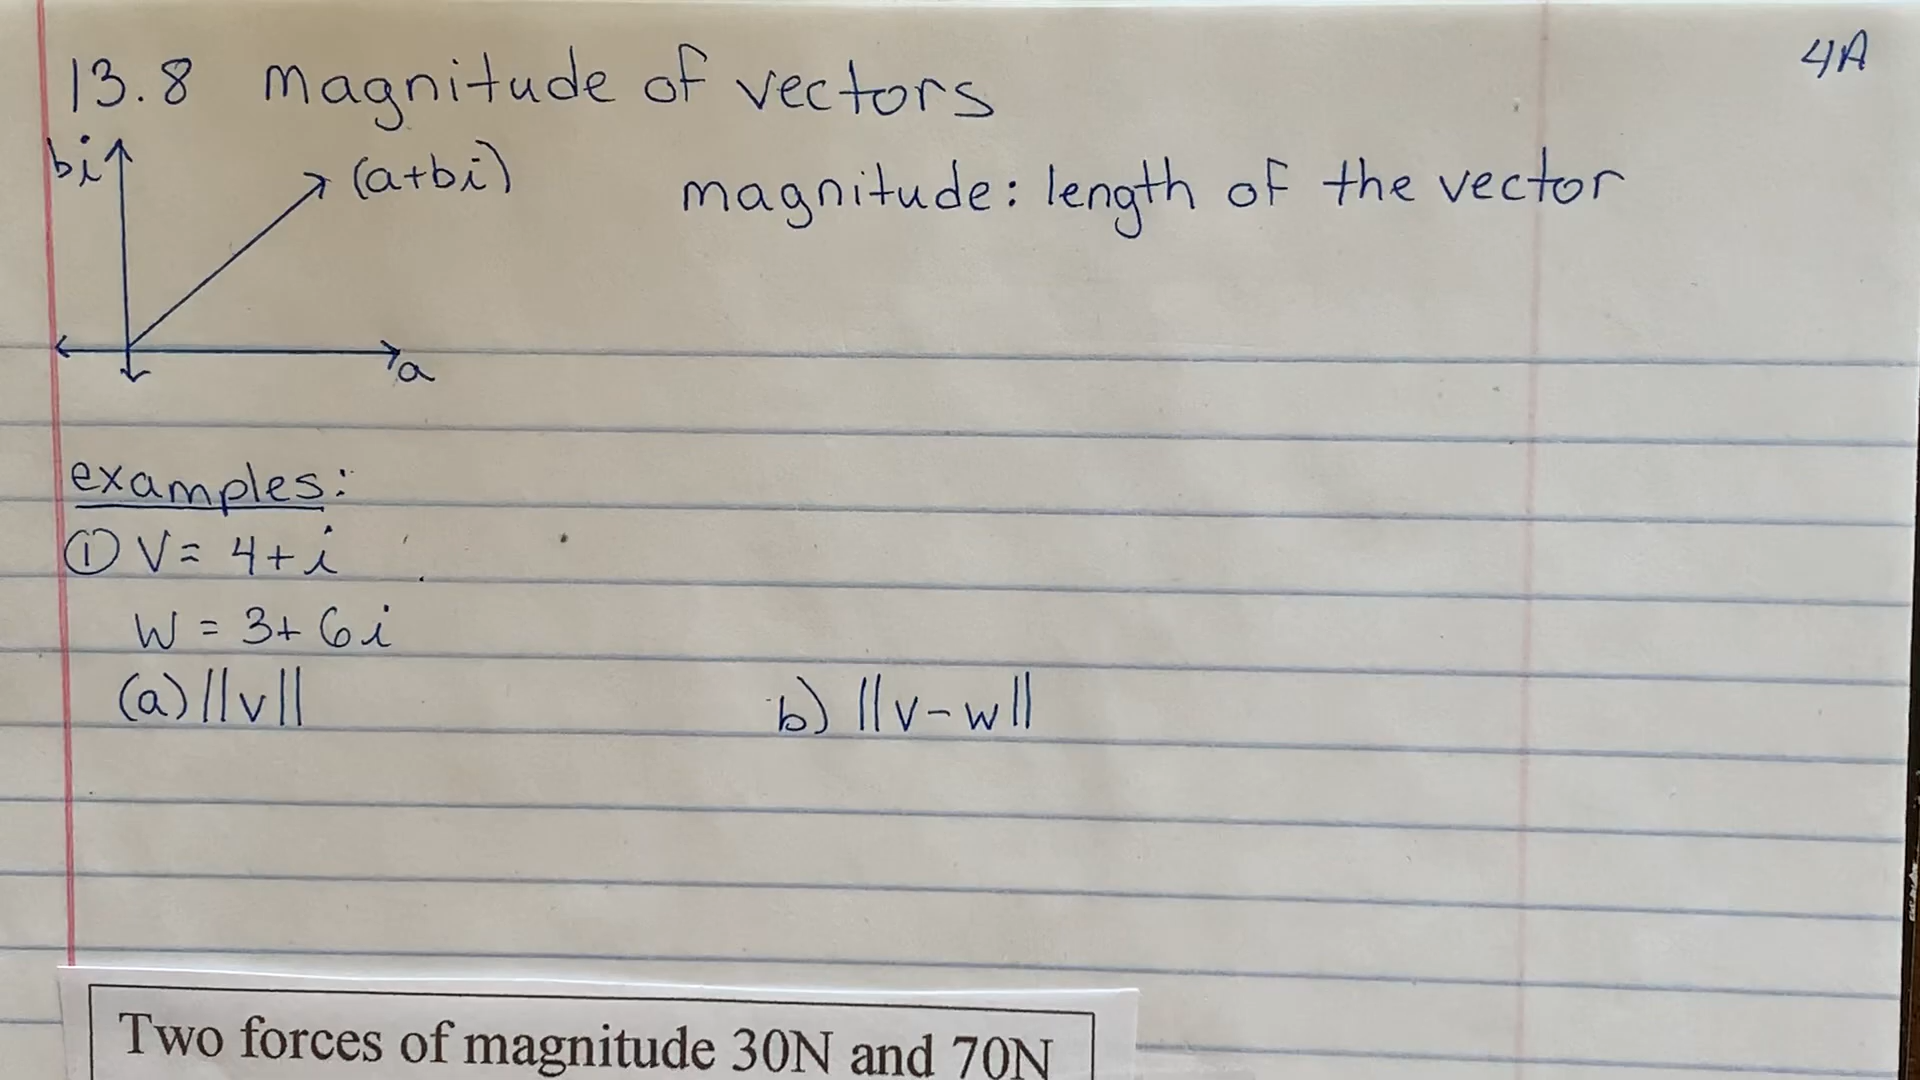 4A
13.8 magnitude of vectors
bi
(a+bi)
magnitude: length of the vector
a
examples:
① V = 4 + i
W = 3 + 6i
(a) ||v||
b) ||v-w||
Two forces of magnitude 30N and 70N